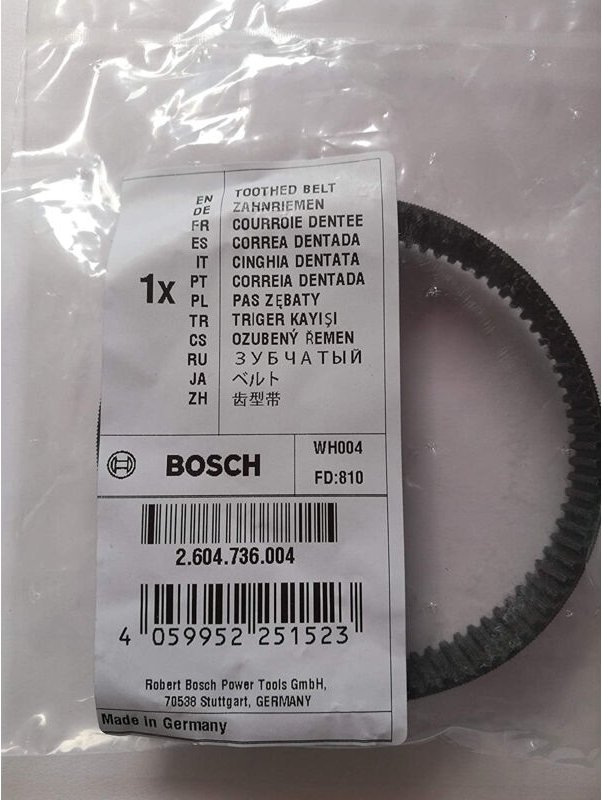 1x
EN TOOTHED BELT
DE ZAHNRIEMEN
FR COURROIE DENTEE
ES CORREA DENTADA
IT CINGHIA DENTATA
PT CORREIA DENTADA
PL PAS ZĘBATY
TR TRIGER KAYIŞI
CS OZUBENÝ ŘEMEN
RU ЗУБЧАТЫЙ
JA ベルト
ZH 齿型带
BOSCH
WH004
FD:810
2.604.736.004
4 059952 251523
Robert Bosch Power Tools GmbH,
70538 Stuttgart, GERMANY
Made in Germany